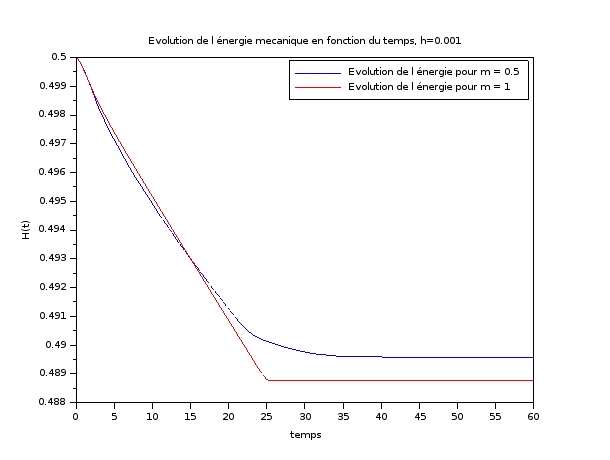 Evolution de l énergie mecanique en fonction du temps, h=0.001
Evolution de l énergie pour m = 0.5
Evolution de l énergie pour m = 1
0.5
0.499
0.498
0.497
0.496
0.495
0.494
0.493
0.492
0.491
0.49
0.489
0.488
H(t)
0 5 10 15 20 25 30 35 40 45 50 55 60
temps